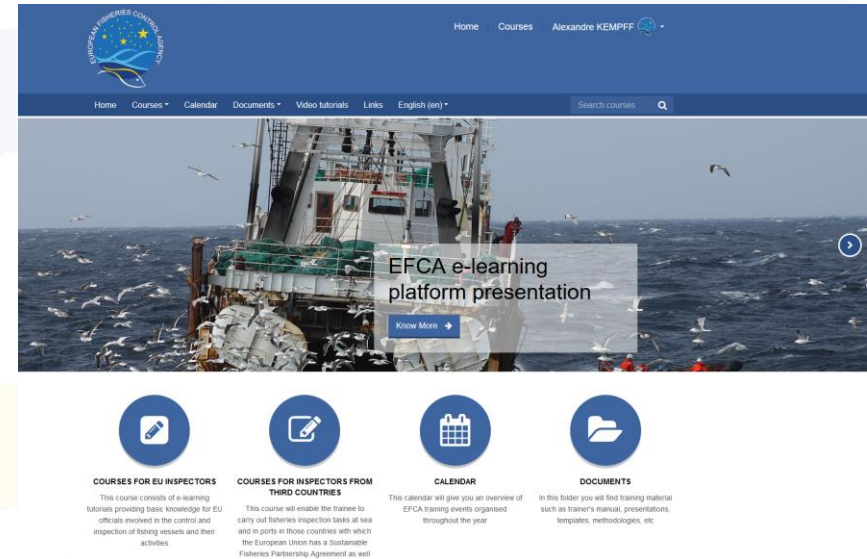 EUROPEAN FISHERIES CONTROL AGENCY
Home Courses Alexandre KEMPFF
Home Courses Calendar Documents Video tutorials Links English (en) Search courses
EFCA e-learning
platform presentation
Know More
COURSES FOR EU INSPECTORS
This course consists of e-learning
tutorials providing basic knowledge for EU
officials involved in the control and
inspection of fishing vessels and their
activities
COURSES FOR INSPECTORS FROM
THIRD COUNTRIES
This course will enable the trainee to
carry out fisheries inspection tasks at sea
and in ports in those countries with which
the European Union has a Sustainable
Fisheries Partnership Agreement as well
CALENDAR
This calendar will give you an overview of
EFCA training events organised
throughout the year
DOCUMENTS
In this folder you will find training material
such as trainer's manual, presentations,
templates, methodologies, etc